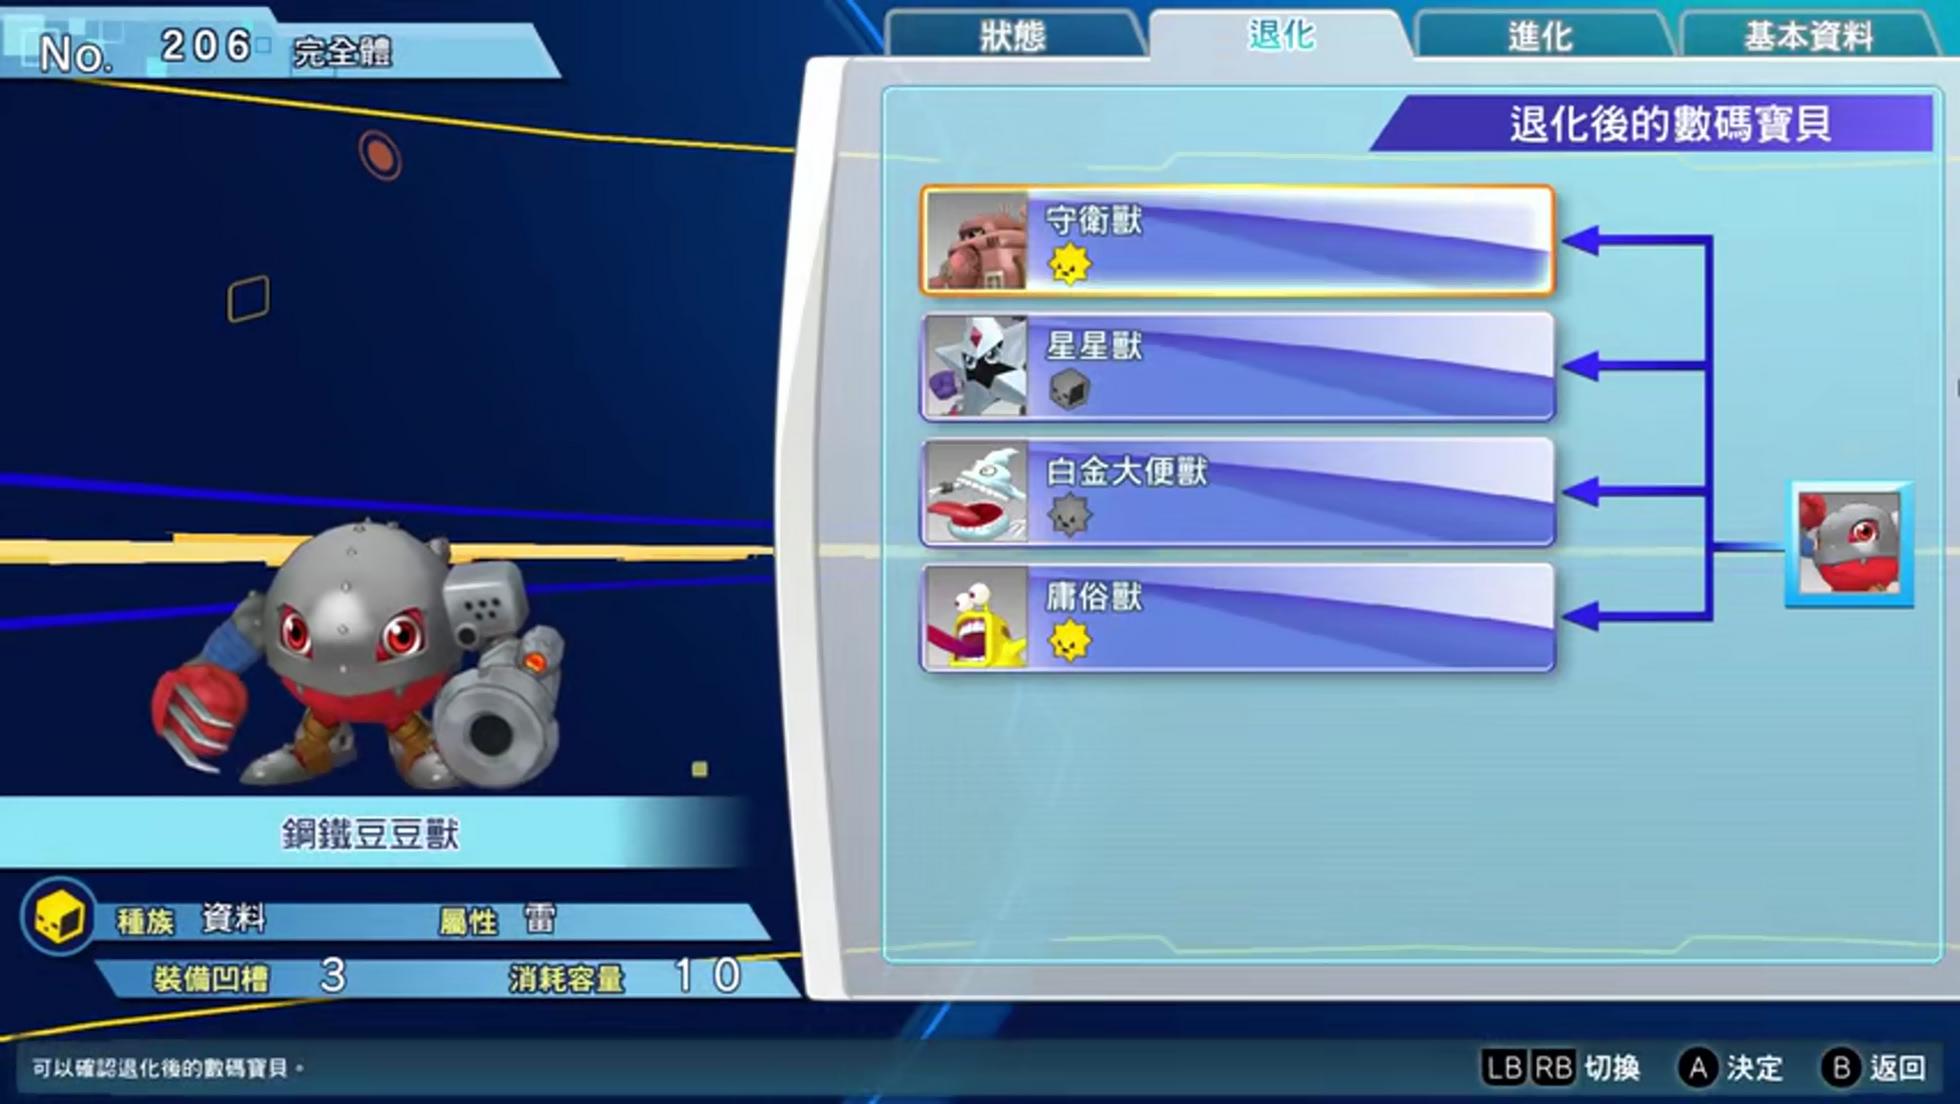 No. 206 完全體
狀態 退化 進化 基本資料
退化後的數碼寶貝
守衛獸
星星獸
白金大便獸
庸俗獸
鋼鐵豆豆獸
種族 資料 屬性 雷
裝備凹槽 3 消耗容量 10
可以確認退化後的數碼寶貝。
LB RB 切換 A 決定 B 返回